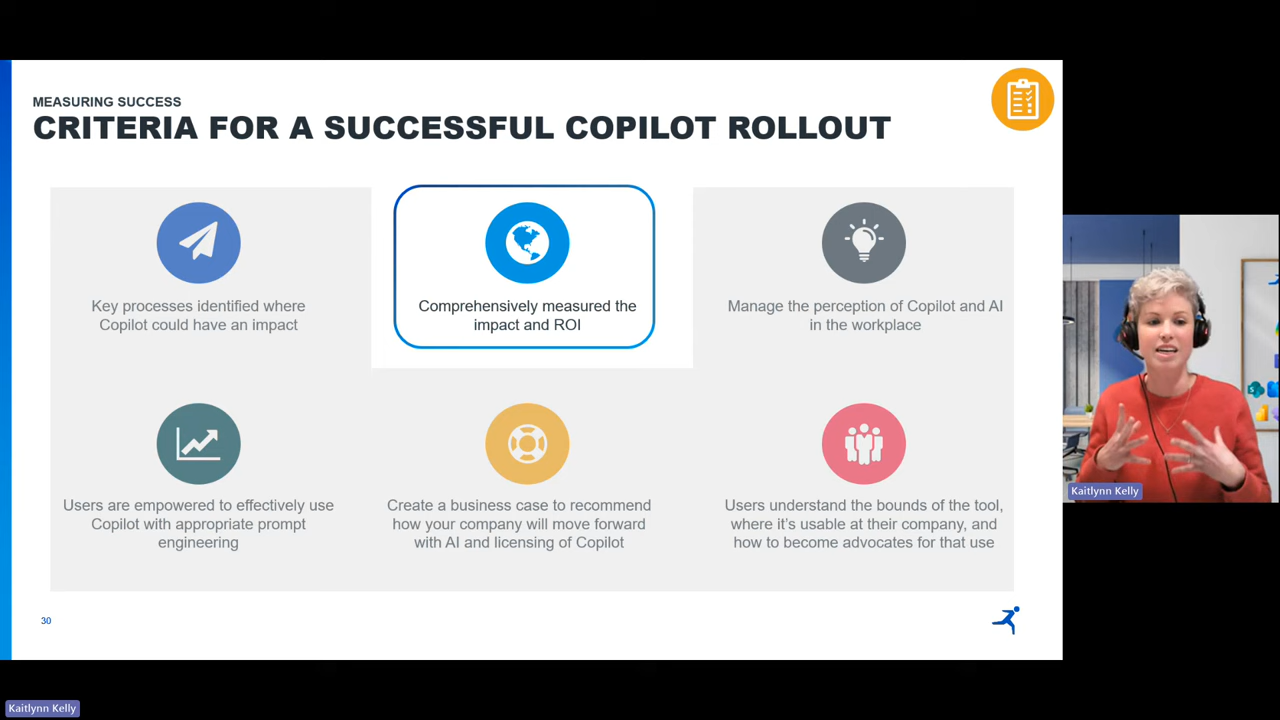 MEASURING SUCCESS
CRITERIA FOR A SUCCESSFUL COPILOT ROLLOUT
Key processes identified where
Copilot could have an impact
Comprehensively measured the
impact and ROI
Manage the perception of Copilot and AI
in the workplace
Users are empowered to effectively use
Copilot with appropriate prompt
engineering
Create a business case to recommend
how your company will move forward
with AI and licensing of Copilot
Users understand the bounds of the tool,
where it's usable at their company, and
how to become advocates for that use
30
Kaitlynn Kelly
Kaitlynn Kelly